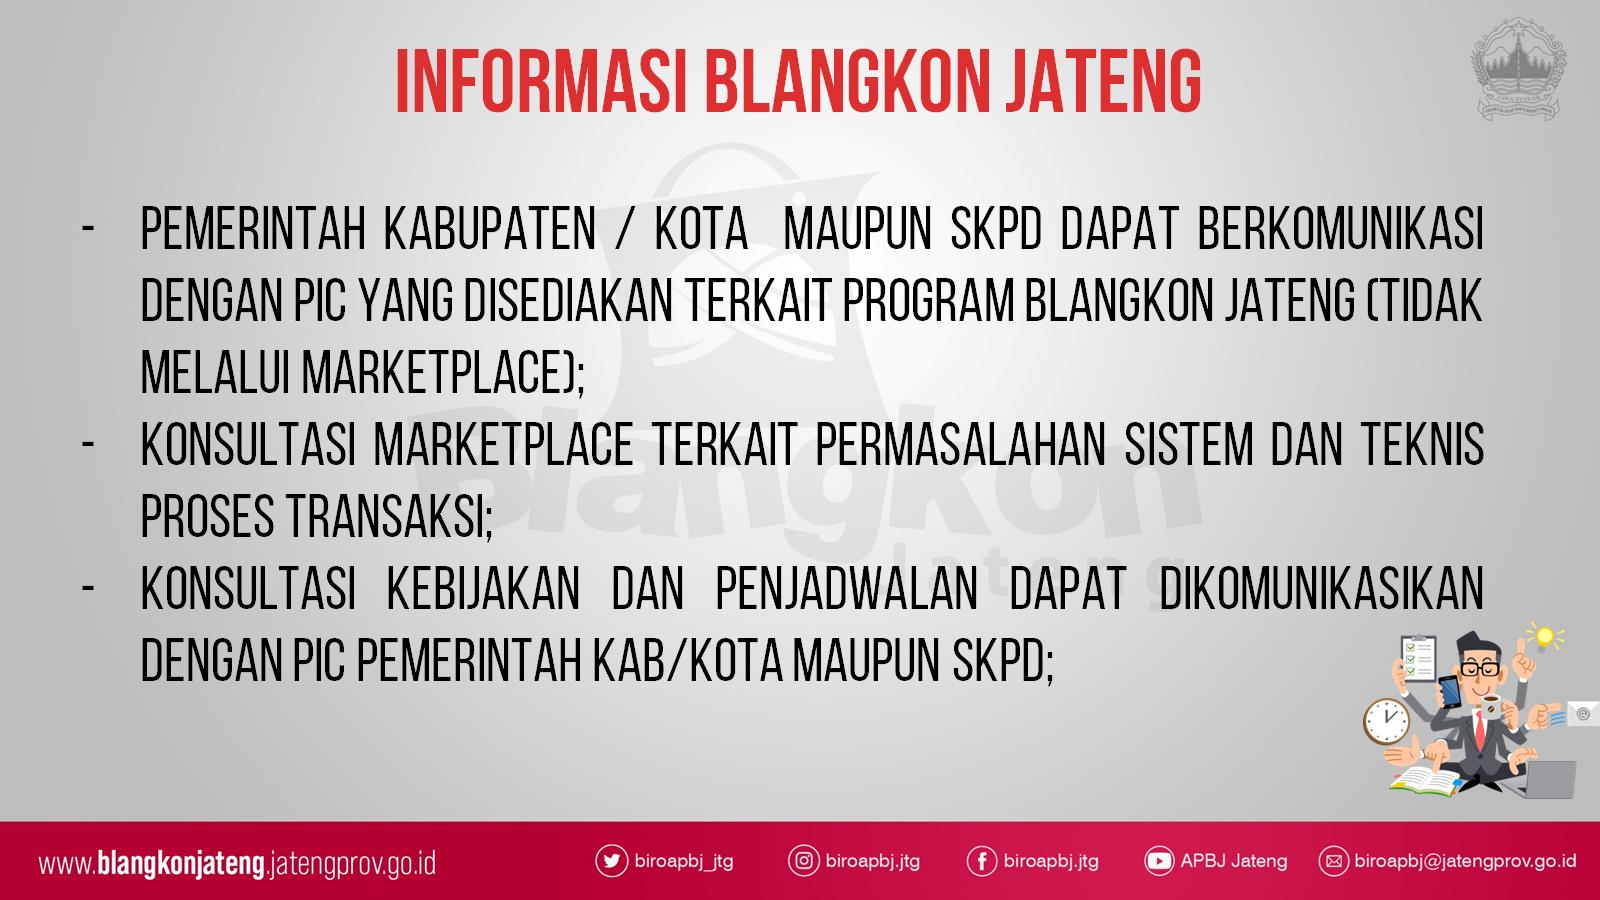 INFORMASI BLANGKON JATENG
- PEMERINTAH KABUPATEN / KOTA MAUPUN SKPD DAPAT BERKOMUNIKASI
DENGAN PIC YANG DISEDIAKAN TERKAIT PROGRAM BLANGKON JATENG (TIDAK
MELALUI MARKETPLACE);
- KONSULTASI MARKETPLACE TERKAIT PERMASALAHAN SISTEM DAN TEKNIS
PROSES TRANSAKSI;
- KONSULTASI KEBIJAKAN DAN PENJADWALAN DAPAT DIKOMUNIKASIKAN
DENGAN PIC PEMERINTAH KAB/KOTA MAUPUN SKPD;
Blangkon
Jateng
@
www.blangkonjateng.jatengprov.go.id
biroapbj_jtg
biroapbj.jtg
biroapbj.jtg
APBJ Jateng
biroapbj@jatengprov.go.id